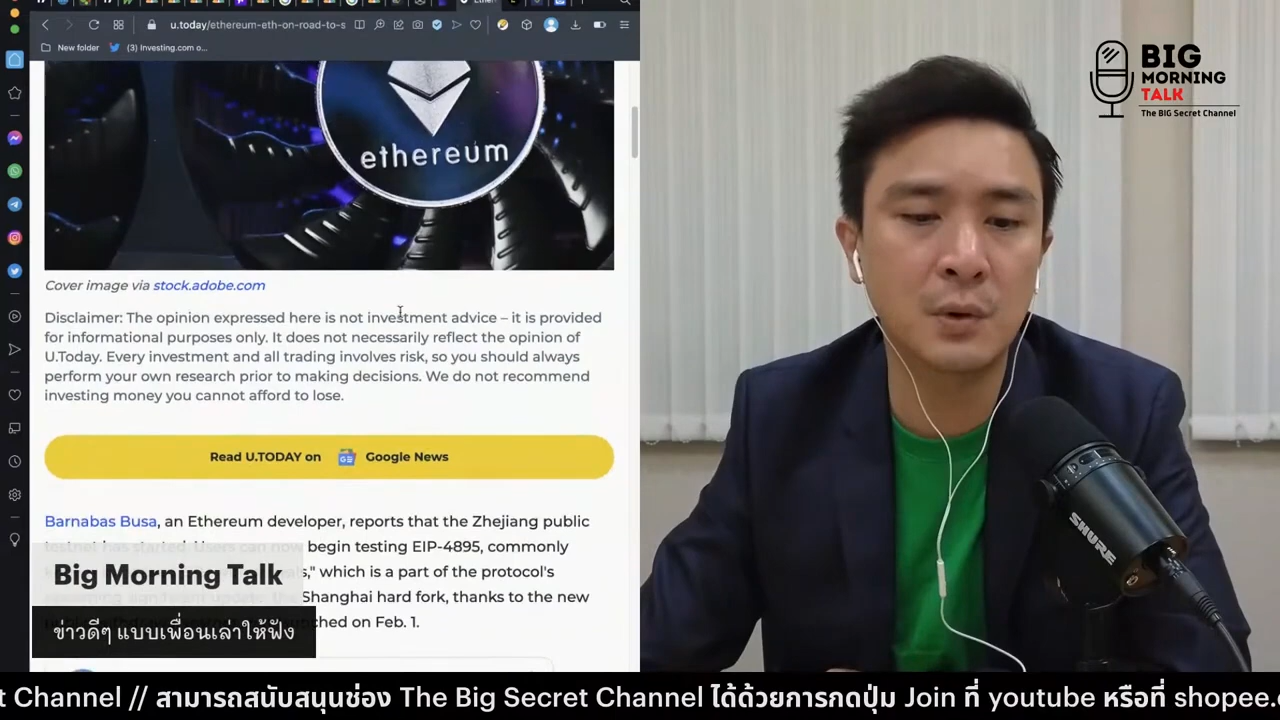 u.today/ethereum-eth-on-road-to-s
New folder
(3) Investing.com o...
ethereum
Cover image via stock.adobe.com
Disclaimer: The opinion expressed here is not investment advice – it is provided
for informational purposes only. It does not necessarily reflect the opinion of
U.Today. Every investment and all trading involves risk, so you should always
perform your own research prior to making decisions. We do not recommend
investing money you cannot afford to lose.
Read U.TODAY on Google News
Barnabas Busa, an Ethereum developer, reports that the Zhejiang public
testnet has started. Users can now begin testing EIP-4895, commonly
which is a part of the protocol's
Shanghai hard fork, thanks to the new
on Feb. 1.
Big Morning Talk
ข่าวดีๆ แบบเพื่อนเล่าให้ฟัง
BIG
MORNING
TALK
The BIG Secret Channel
SHURE
t Channel // สามารถสนับสนุนช่อง The Big Secret Channel ได้ด้วยการกดปุ่ม Join ที่ youtube หรือที่ shopee.